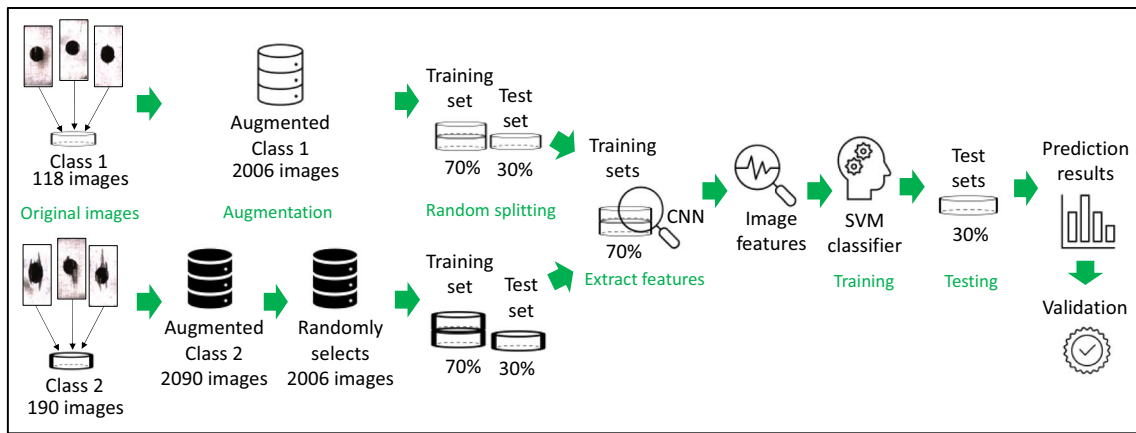 Class 1
118 images
Original images
Augmented
Class 1
2006 images
Augmentation
Training
set
70%
Test
set
30%
Random splitting
Class 2
190 images
Augmented
Class 2
2090 images
Randomly
selects
2006 images
Training
set
70%
Test
set
30%
Training
sets
CNN
70%
Extract features
Image
features
SVM
classifier
Training
Test
sets
30%
Testing
Prediction
results
Validation